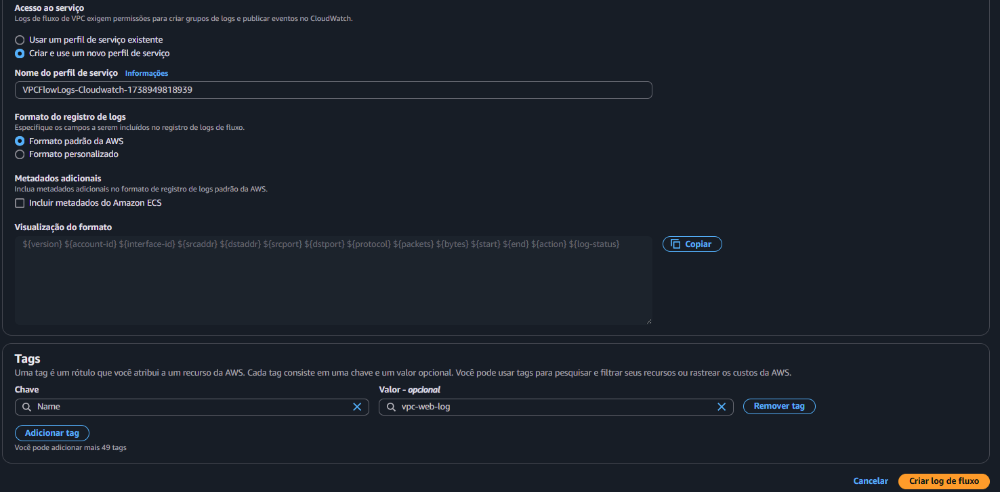 Acesso ao serviço
Logs de fluxo de VPC exigem permissões para criar grupos de logs e publicar eventos no CloudWatch.
Usar um perfil de serviço existente
Criar e use um novo perfil de serviço
Nome do perfil de serviço Informações
VPCFlowLogs-Cloudwatch-1738949818939
Formato do registro de logs
Especifique os campos a serem incluídos no registro de logs de fluxo.
Formato padrão da AWS
Formato personalizado
Metadados adicionais
Inclua metadados adicionais no formato de registro de logs padrão da AWS.
Incluir metadados do Amazon ECS
Visualização do formato
${version} ${account-id} ${interface-id} ${srcaddr} ${dstaddr} ${srcport} ${dstport} ${protocol} ${packets} ${bytes} ${start} ${end} ${action} ${log-status}
Copiar
Tags
Uma tag é um rótulo que você atribui a um recurso da AWS. Cada tag consiste em uma chave e um valor opcional. Você pode usar tags para pesquisar e filtrar seus recursos ou rastrear os custos da AWS.
Chave Valor - opcional
Name vpc-web-log Remover tag
Adicionar tag
Você pode adicionar mais 49 tags
Cancelar Criar log de fluxo